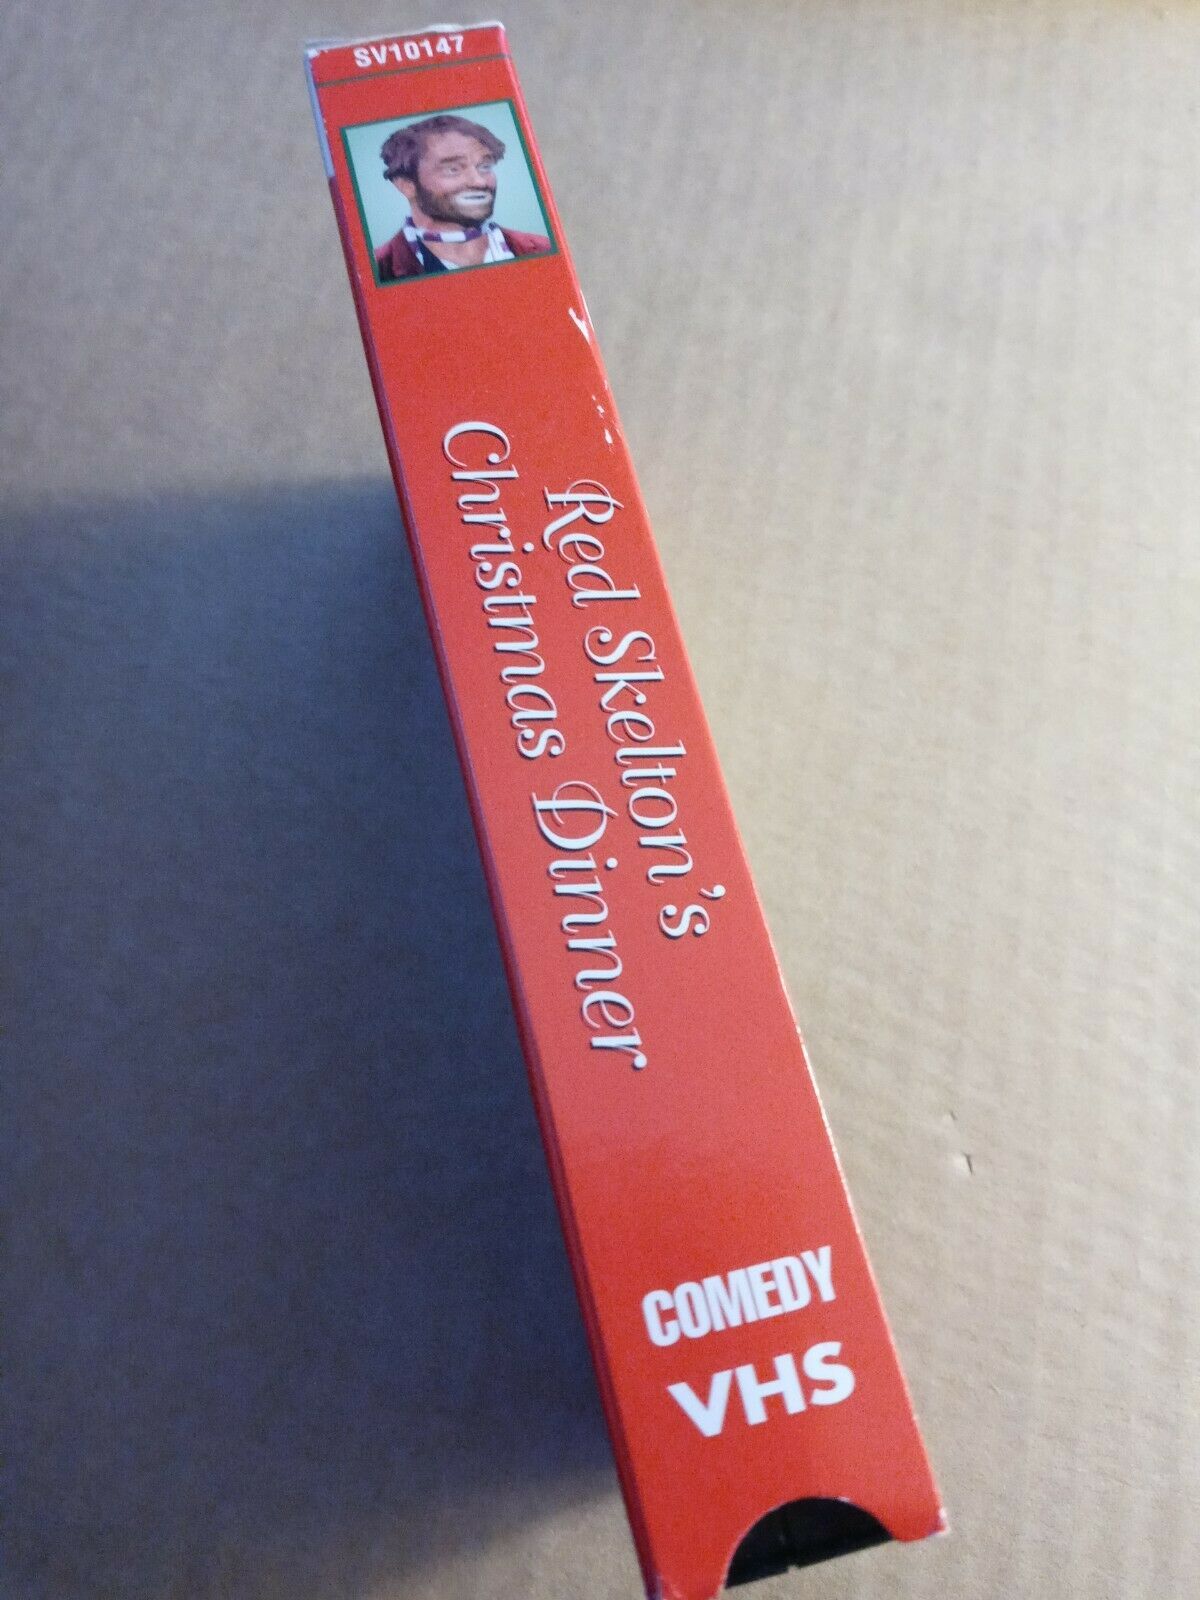 SV10147
Red Skelton's
Christmas Dinner
COMEDY
VHS